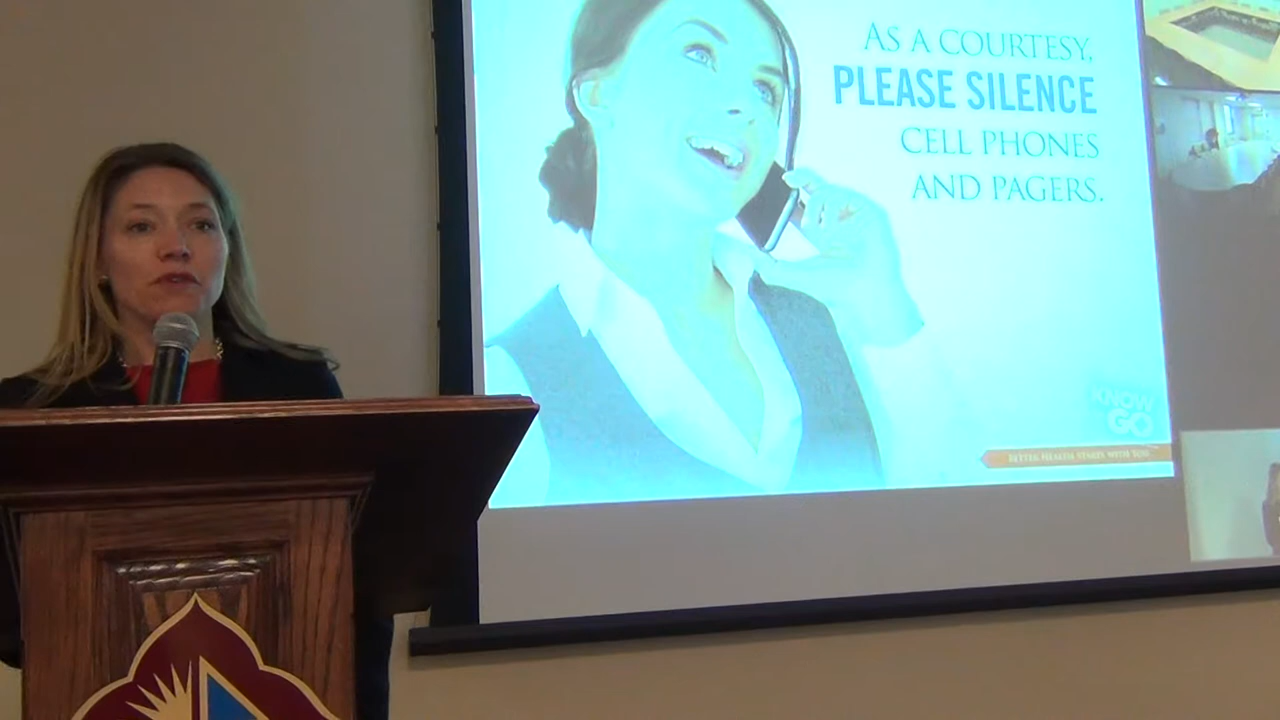 AS A COURTESY,
PLEASE SILENCE
CELL PHONES
AND PAGERS.
KNOW
GO
BETTER HEALTH STARTS WITH YOU